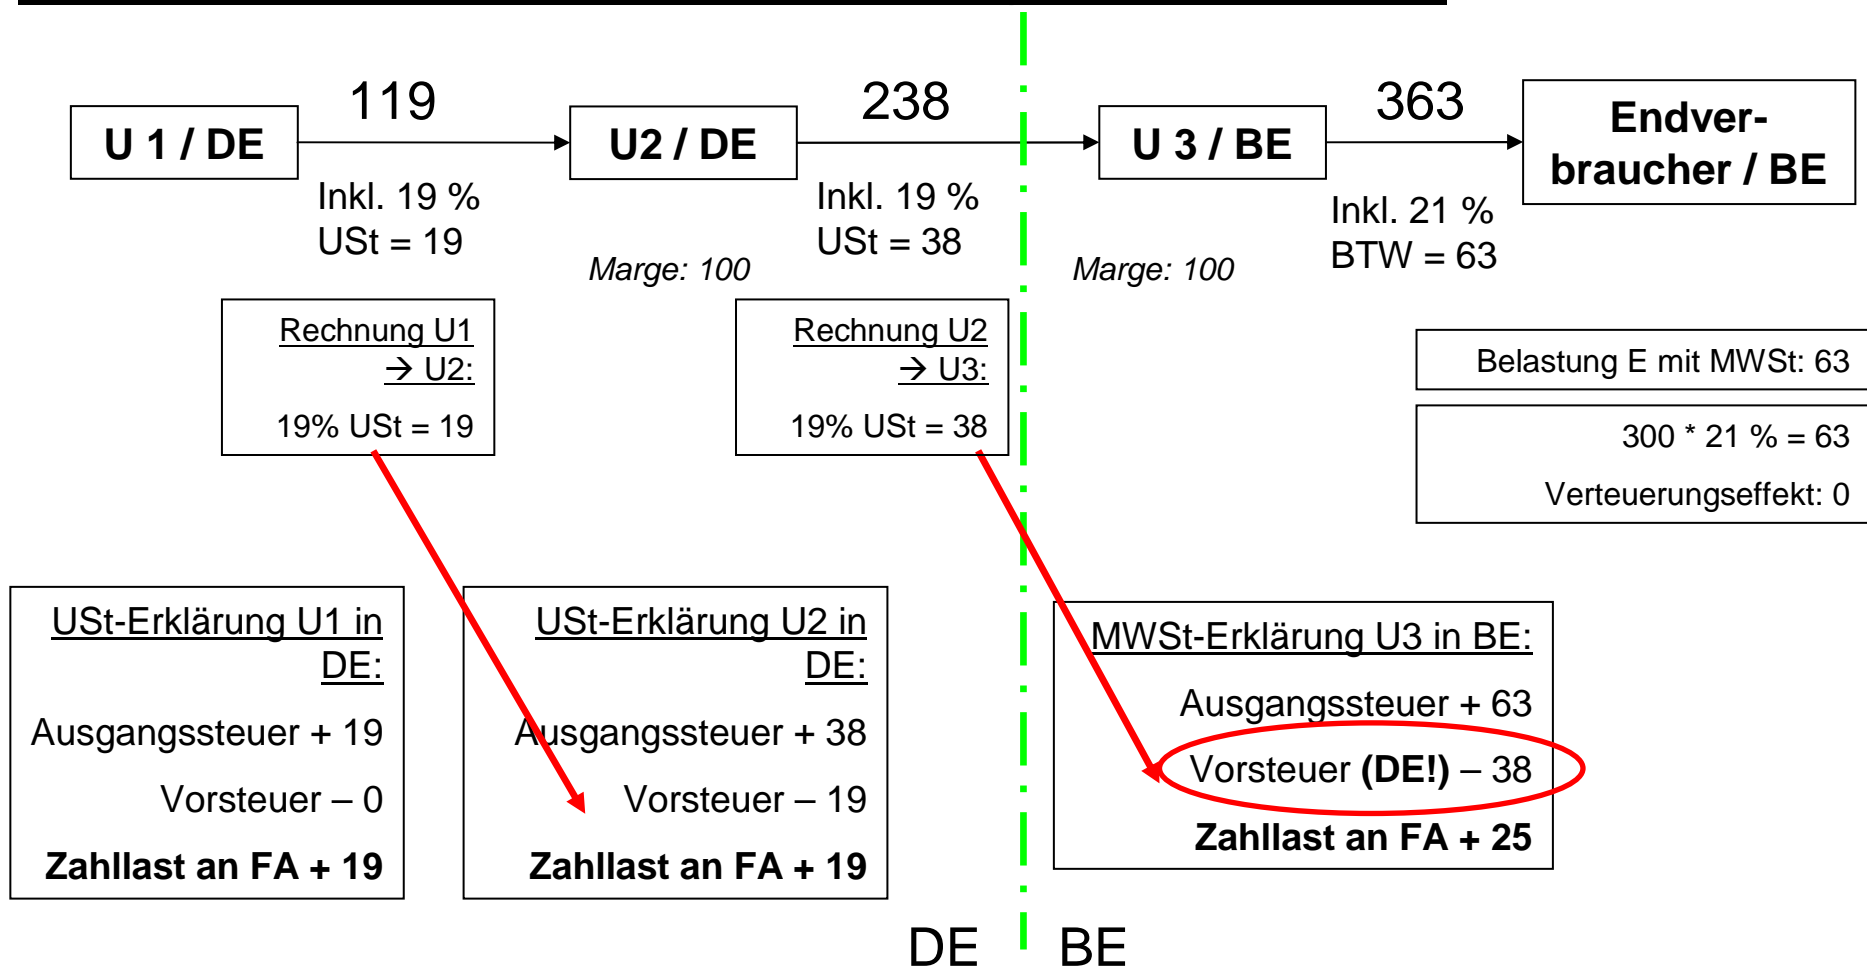 119
238
363
U 1 / DE
U2 / DE
U 3 / BE
Endver-
braucher / BE
Inkl. 19 %
USt = 19
Marge: 100
Inkl. 19 %
USt = 38
Marge: 100
Inkl. 21 %
BTW = 63
Rechnung U1
→ U2:
19% USt = 19
Rechnung U2
→ U3:
19% USt = 38
Belastung E mit MWSt: 63
300 * 21 % = 63
Verteuerungseffekt: 0
USt-Erklärung U1 in
DE:
Ausgangssteuer + 19
Vorsteuer – 0
Zahllast an FA + 19
USt-Erklärung U2 in
DE:
Ausgangssteuer + 38
Vorsteuer – 19
Zahllast an FA + 19
MWSt-Erklärung U3 in BE:
Ausgangssteuer + 63
Vorsteuer (DE!) – 38
Zahllast an FA + 25
DE
BE